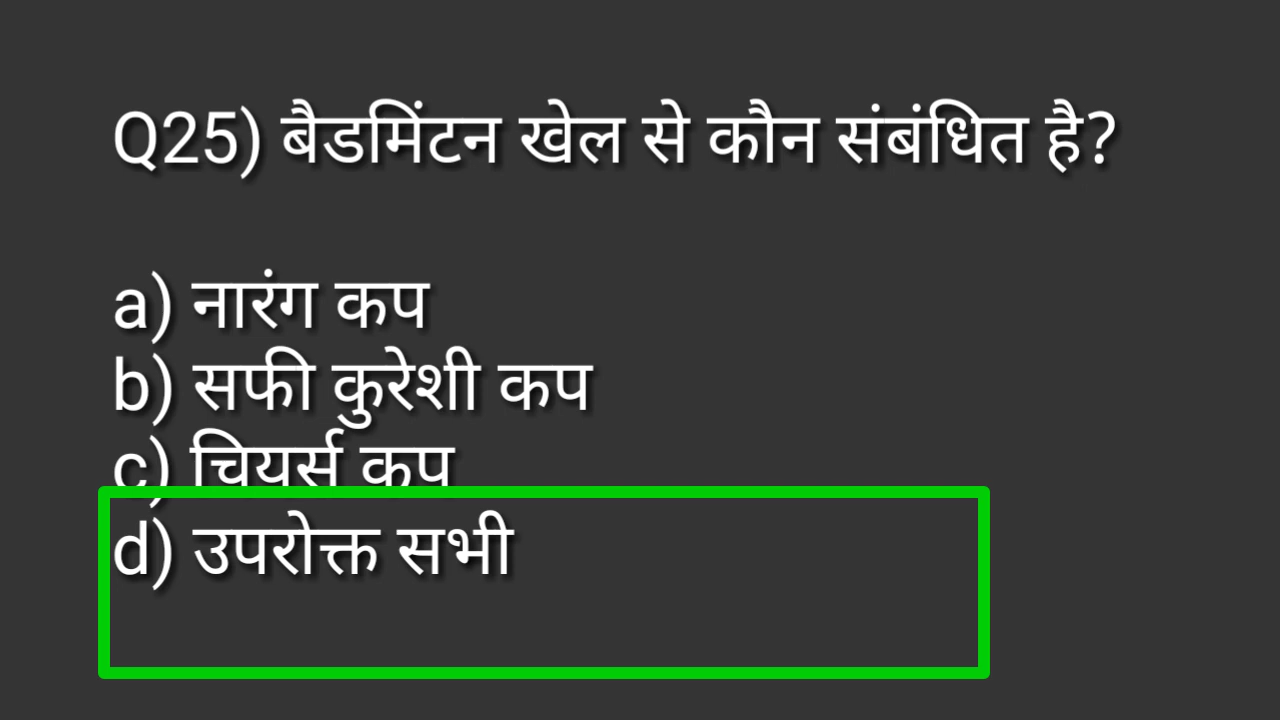 Q25) बैडमिंटन खेल से कौन संबंधित है?
a) नारंग कप
b) सफी कुरेशी कप
c) चियर्स कप
d) उपरोक्त सभी